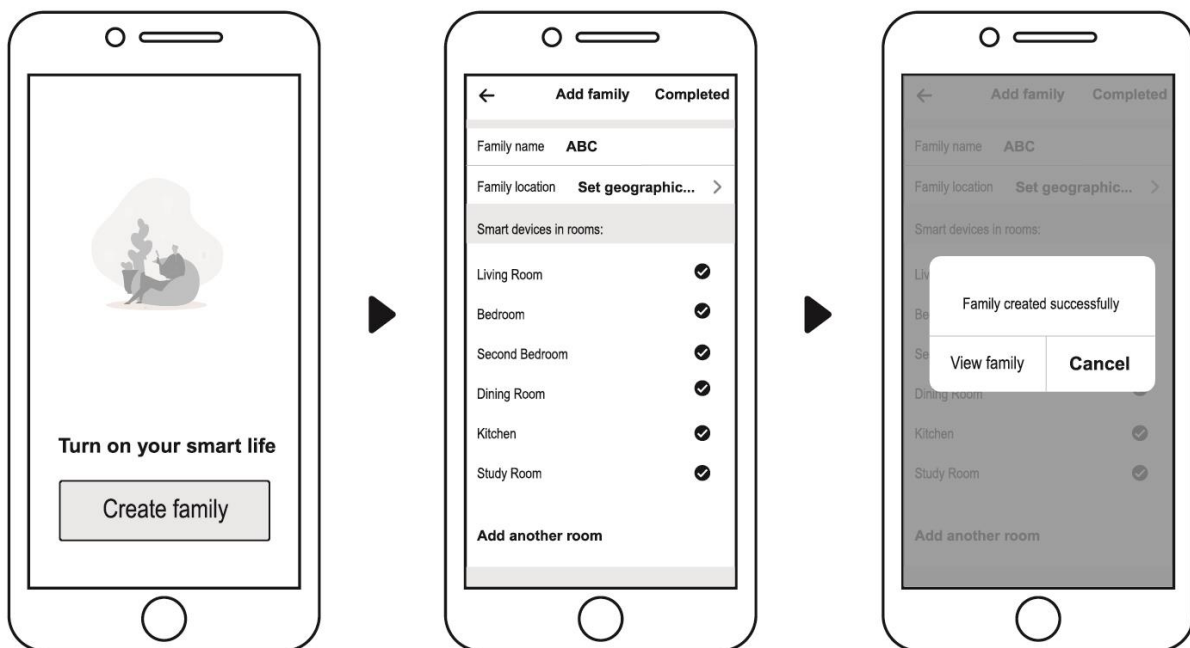 Turn on your smart life
Create family
Add family Completed
Family name ABC
Family location Set geographic...
Smart devices in rooms:
Living Room
Bedroom
Second Bedroom
Dining Room
Kitchen
Study Room
Add another room
Add family Completed
Family name ABC
Family location Set geographic...
Smart devices in rooms:
Liv
Family created successfully
Be
Se
View family Cancel
Dining Room
Kitchen
Study Room
Add another room